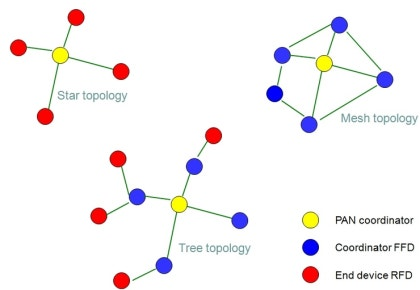 Star topology
Mesh topology
Tree topology
PAN coordinator
Coordinator FFD
End device RFD